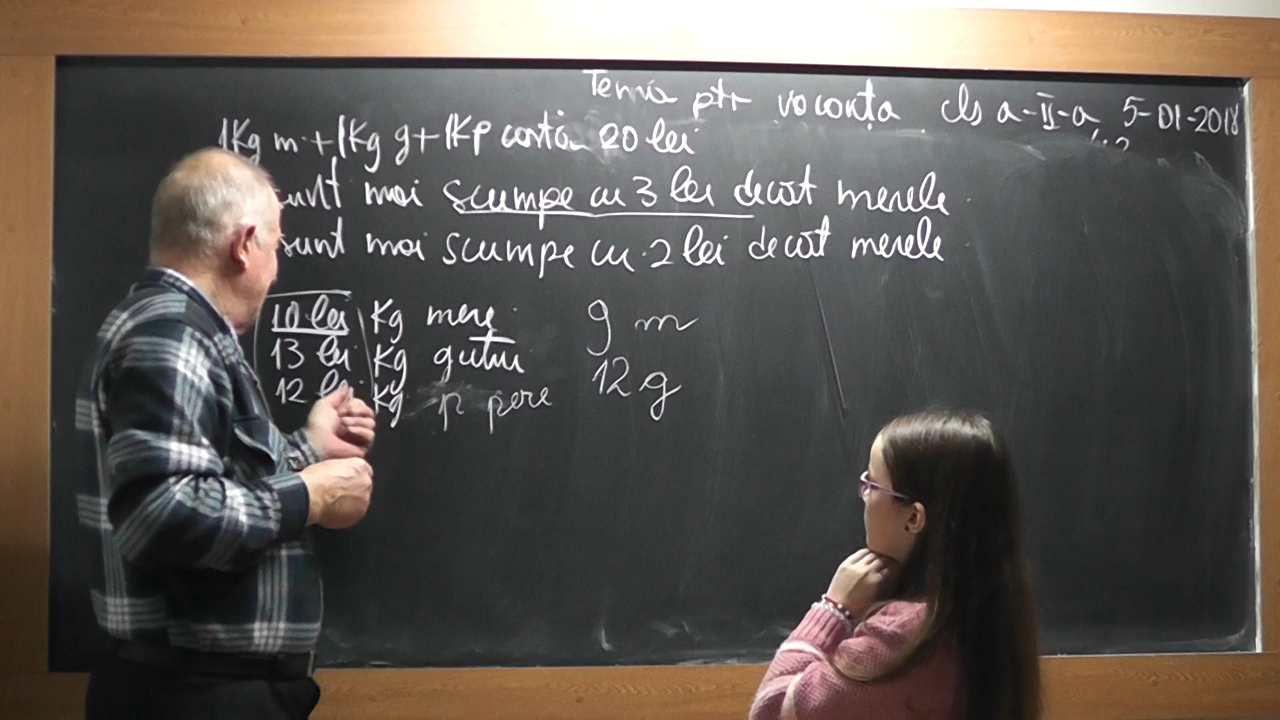 Tema ptr vacanța cls a-II-a, 5-01-2018
1Kg m + 1Kg g + 1Kp costă 20 lei
sunt mai scumpe cu 3 lei decât merele
sunt mai scumpe cu 2 lei decât merele
10 lei Kg mere 9 m
13 lei Kg gutui 12 g
12 lei Kg p pere